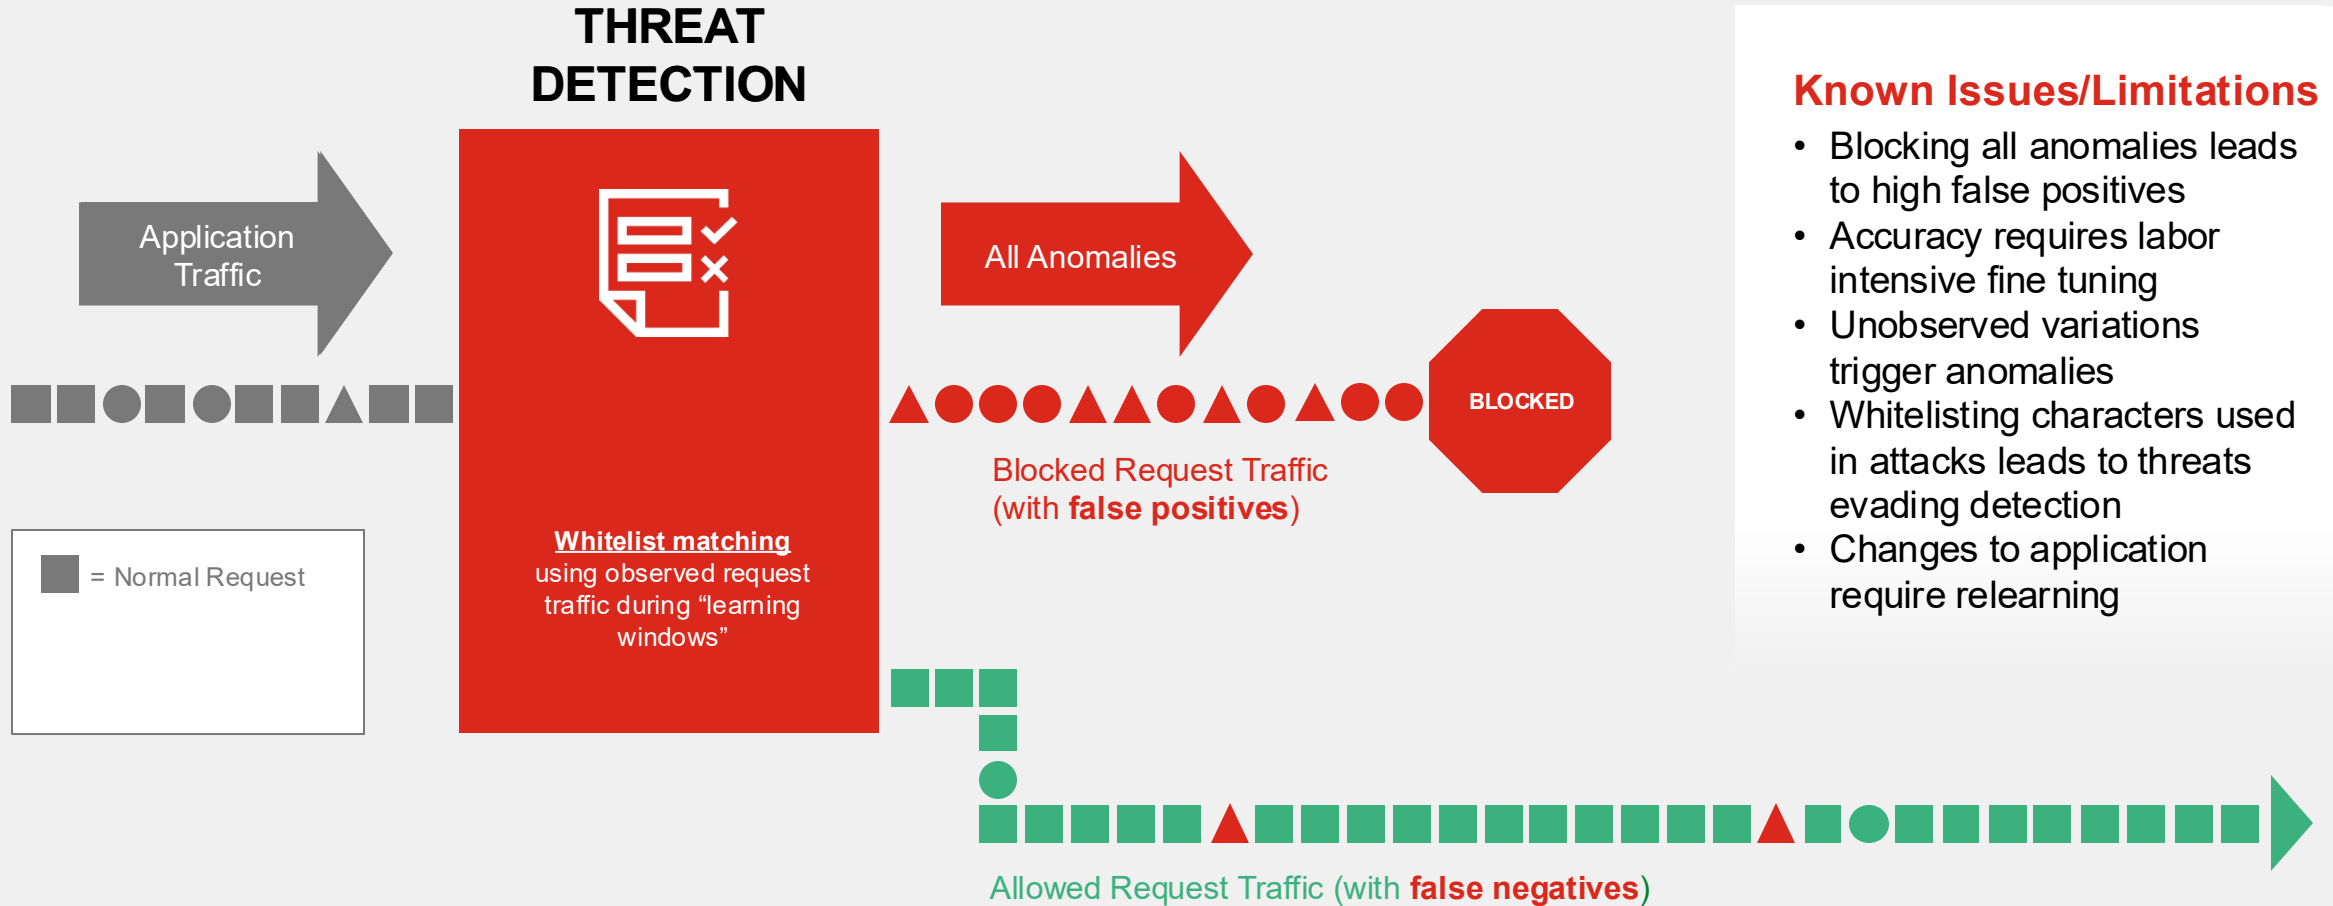 THREAT
DETECTION
Application
Traffic
= Normal Request
Whitelist matching
using observed request
traffic during “learning
windows”
All Anomalies
BLOCKED
Blocked Request Traffic
(with false positives)
Allowed Request Traffic (with false negatives)
Known Issues/Limitations
• Blocking all anomalies leads
to high false positives
• Accuracy requires labor
intensive fine tuning
• Unobserved variations
trigger anomalies
• Whitelisting characters used
in attacks leads to threats
evading detection
• Changes to application
require relearning